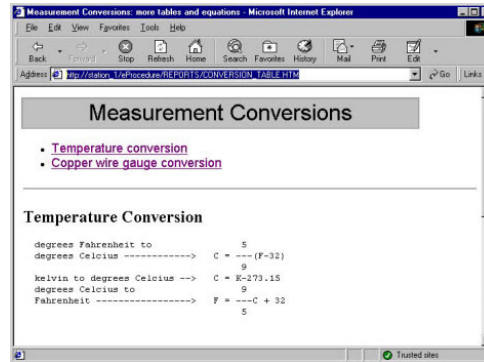 Measurement Conversions: more tables and equations - Microsoft Internet Explorer
File Edit View Favorites Tools Help
Back Forward Stop Refresh Home Search Favorites History Mail Print Edit
Address http://station_1/eProcedure/REPORTS/CONVERSION_TABLE.HTM Go Links
Measurement Conversions
• Temperature conversion
• Copper wire gauge conversion
Temperature Conversion
degrees Fahrenheit to 5
degrees Celcius ------------> C = ---(F-32)
9
kelvin to degrees Celcius --> C = K-273.15
degrees Celcius to 9
Fahrenheit -----------------> F = ---C + 32
5
Trusted sites